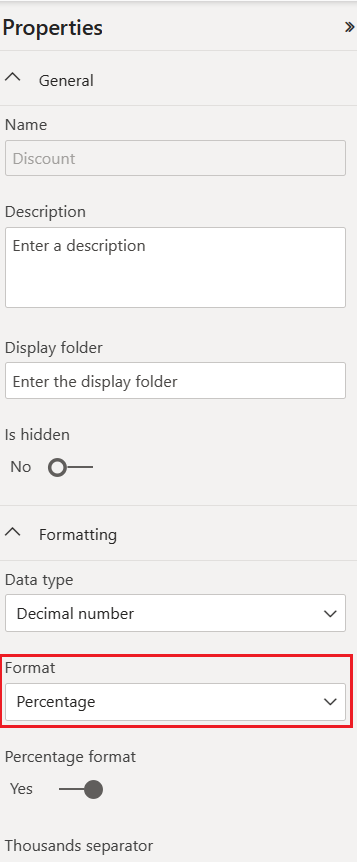 Properties
General
Name
Discount
Description
Enter a description
Display folder
Enter the display folder
Is hidden
No
Formatting
Data type
Decimal number
Format
Percentage
Percentage format
Yes
Thousands separator